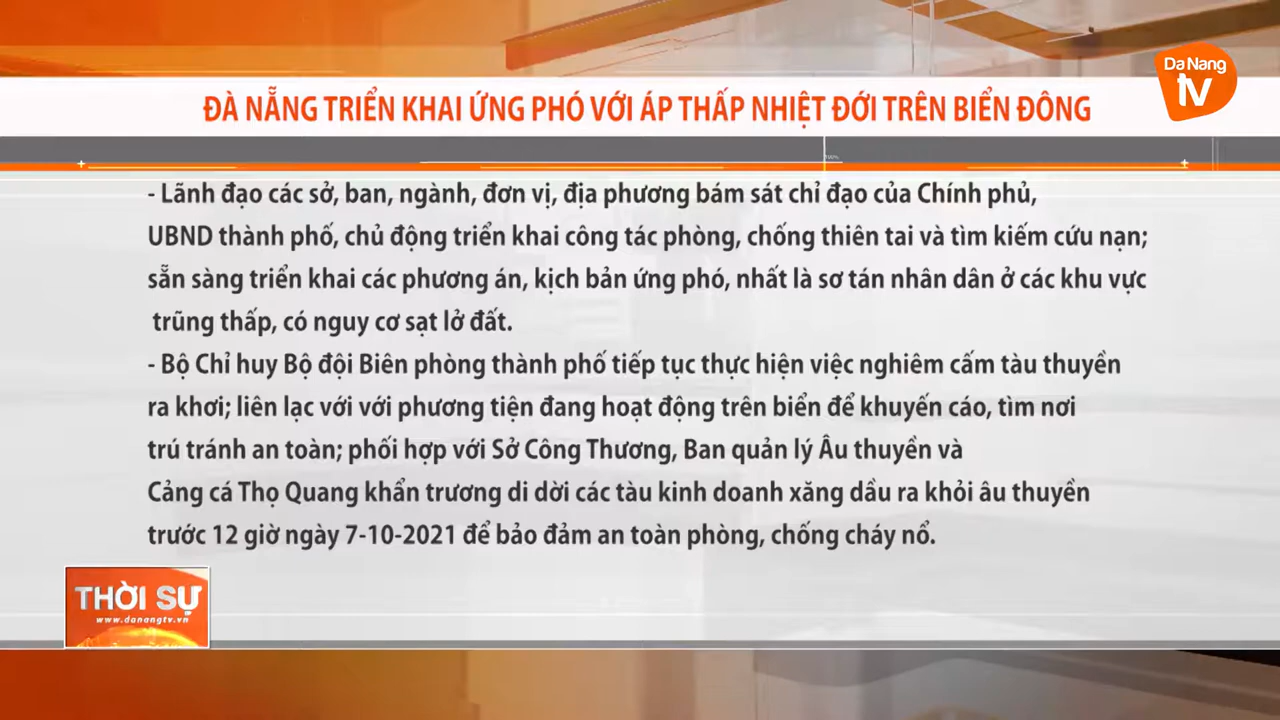 Da Nang
tv
ĐÀ NẴNG TRIỂN KHAI ỨNG PHÓ VỚI ÁP THẤP NHIỆT ĐỚI TRÊN BIỂN ĐÔNG
100%
- Lãnh đạo các sở, ban, ngành, đơn vị, địa phương bám sát chỉ đạo của Chính phủ,
UBND thành phố, chủ động triển khai công tác phòng, chống thiên tai và tìm kiếm cứu nạn;
sẵn sàng triển khai các phương án, kịch bản ứng phó, nhất là sơ tán nhân dân ở các khu vực
trũng thấp, có nguy cơ sạt lở đất.
- Bộ Chỉ huy Bộ đội Biên phòng thành phố tiếp tục thực hiện việc nghiêm cấm tàu thuyền
ra khơi; liên lạc với với phương tiện đang hoạt động trên biển để khuyến cáo, tìm nơi
trú tránh an toàn; phối hợp với Sở Công Thương, Ban quản lý Âu thuyền và
Cảng cá Thọ Quang khẩn trương di dời các tàu kinh doanh xăng dầu ra khỏi âu thuyền
trước 12 giờ ngày 7-10-2021 để bảo đảm an toàn phòng, chống cháy nổ.
THỜI SỰ
www.danangtv.vn